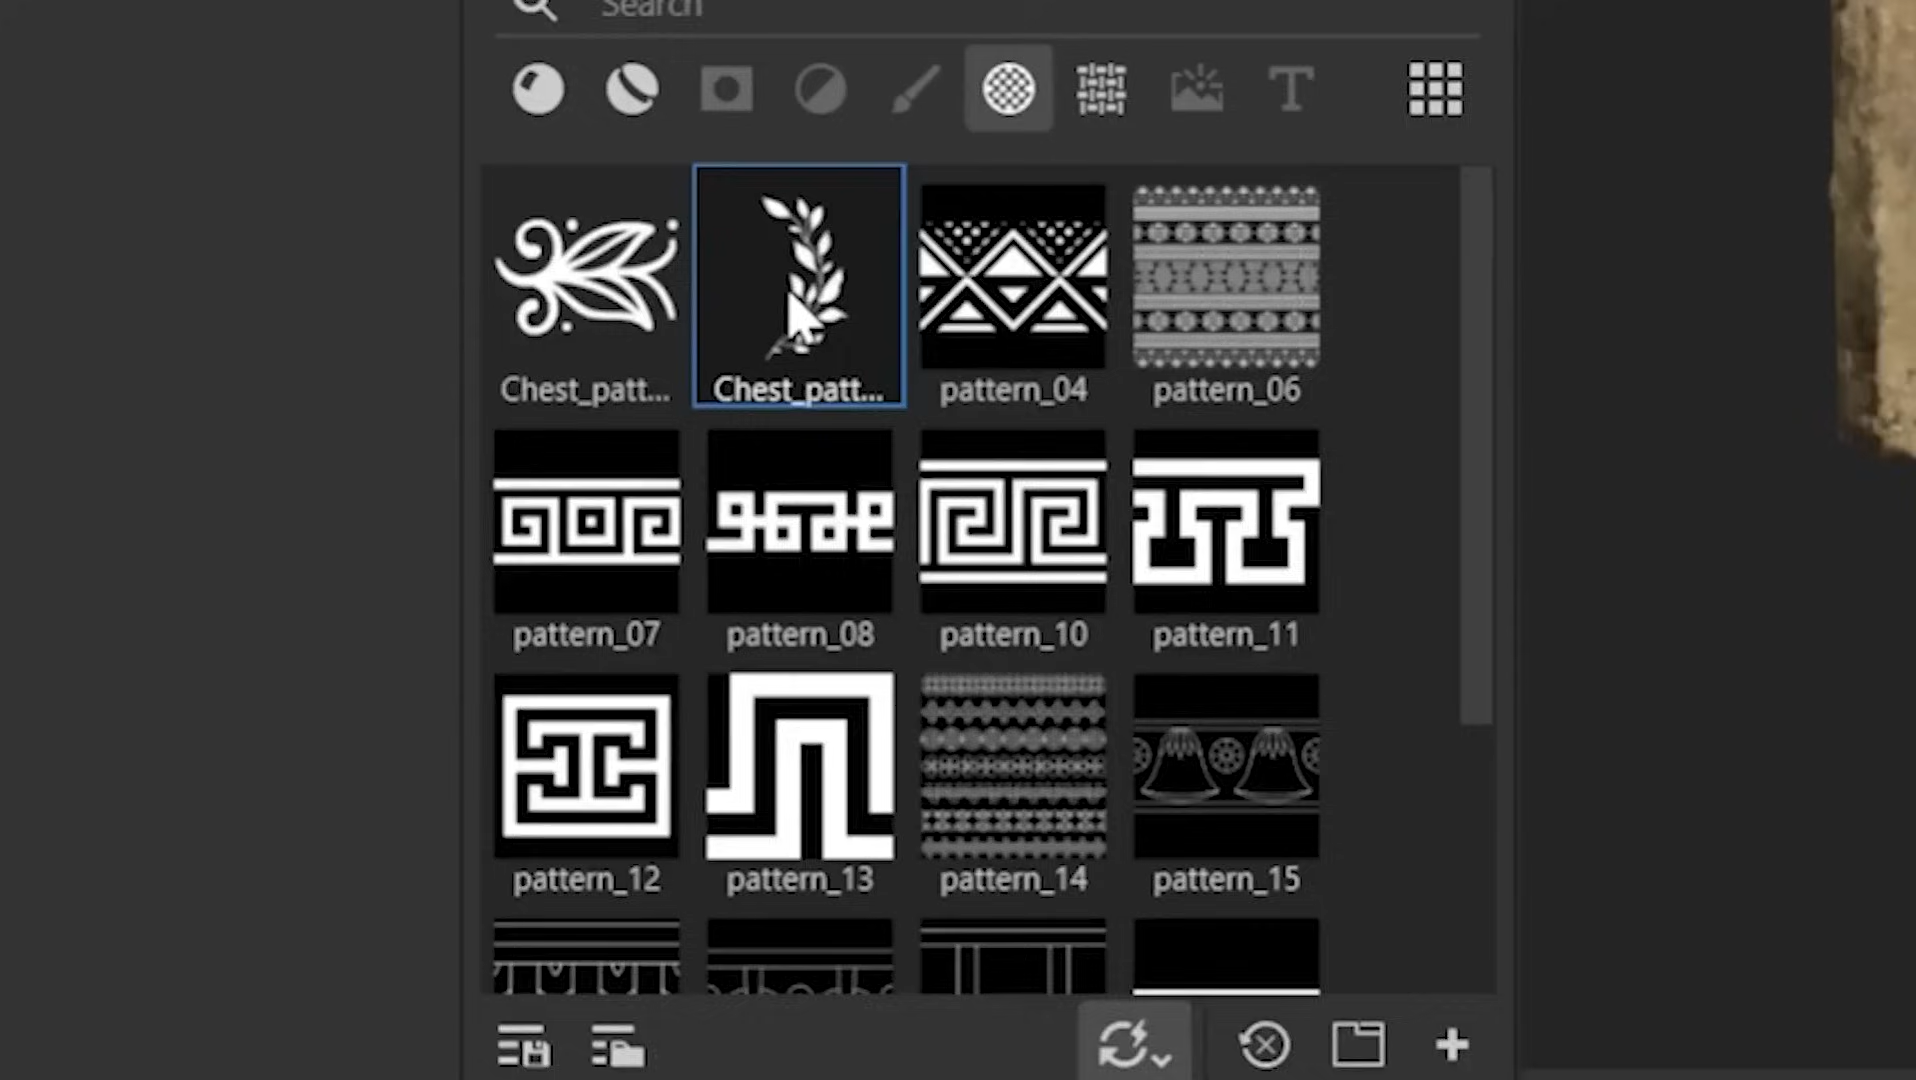 Search
T
Chest_patt... Chest_patt... pattern_04 pattern_06
pattern_07 pattern_08 pattern_10 pattern_11
pattern_12 pattern_13 pattern_14 pattern_15